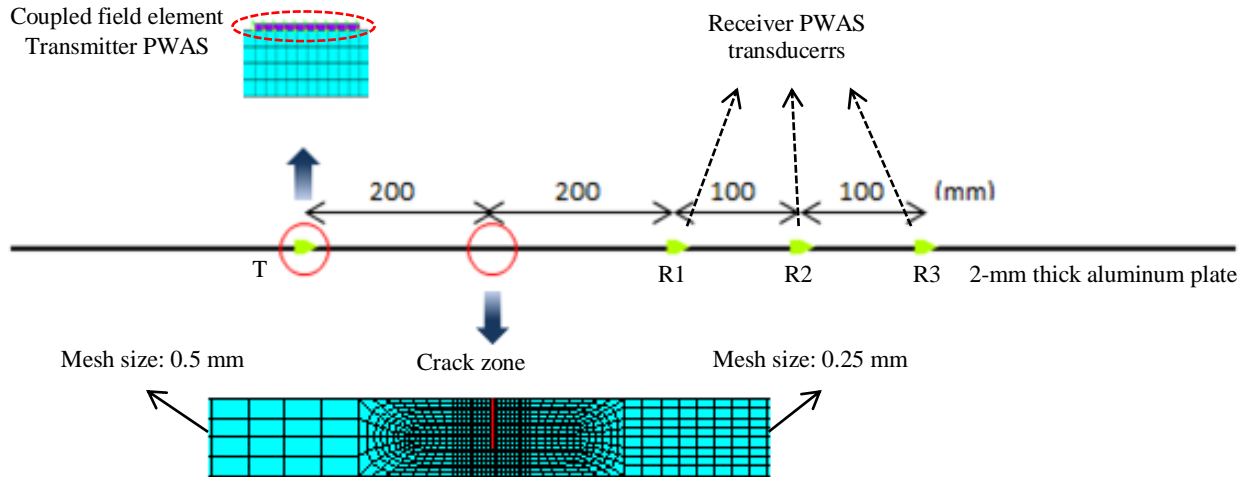 Coupled field element
Transmitter PWAS
Receiver PWAS
transducerrs
200
200
100
100
(mm)
T
R1
R2
R3
2-mm thick aluminum plate
Mesh size: 0.5 mm
Crack zone
Mesh size: 0.25 mm